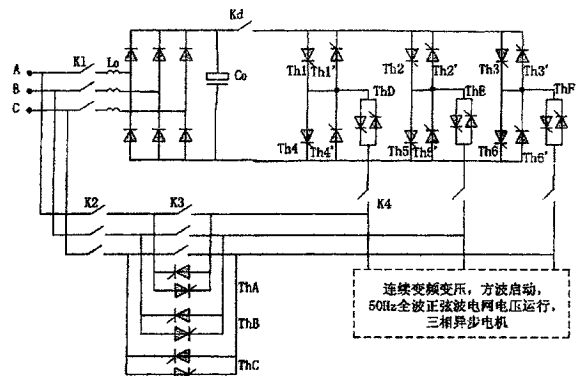 Kd
A
K1
Lo
B
C
Co
Th1
Th1'
Th2
Th2'
Th3
Th3'
ThD
ThE
ThF
Th4
Th4'
Th5
Th6
Th6'
K2
K3
K4
ThA
ThB
ThC
连续变频变压，方波启动，
50Hz全波正弦波电网电压运行，
三相异步电机